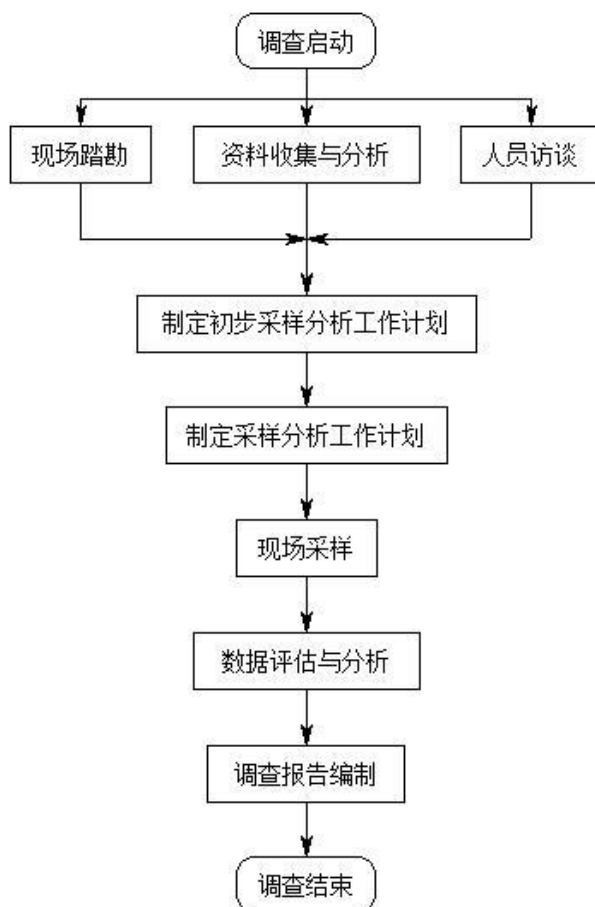 调查启动
现场踏勘
资料收集与分析
人员访谈
制定初步采样分析工作计划
制定采样分析工作计划
现场采样
数据评估与分析
调查报告编制
调查结束